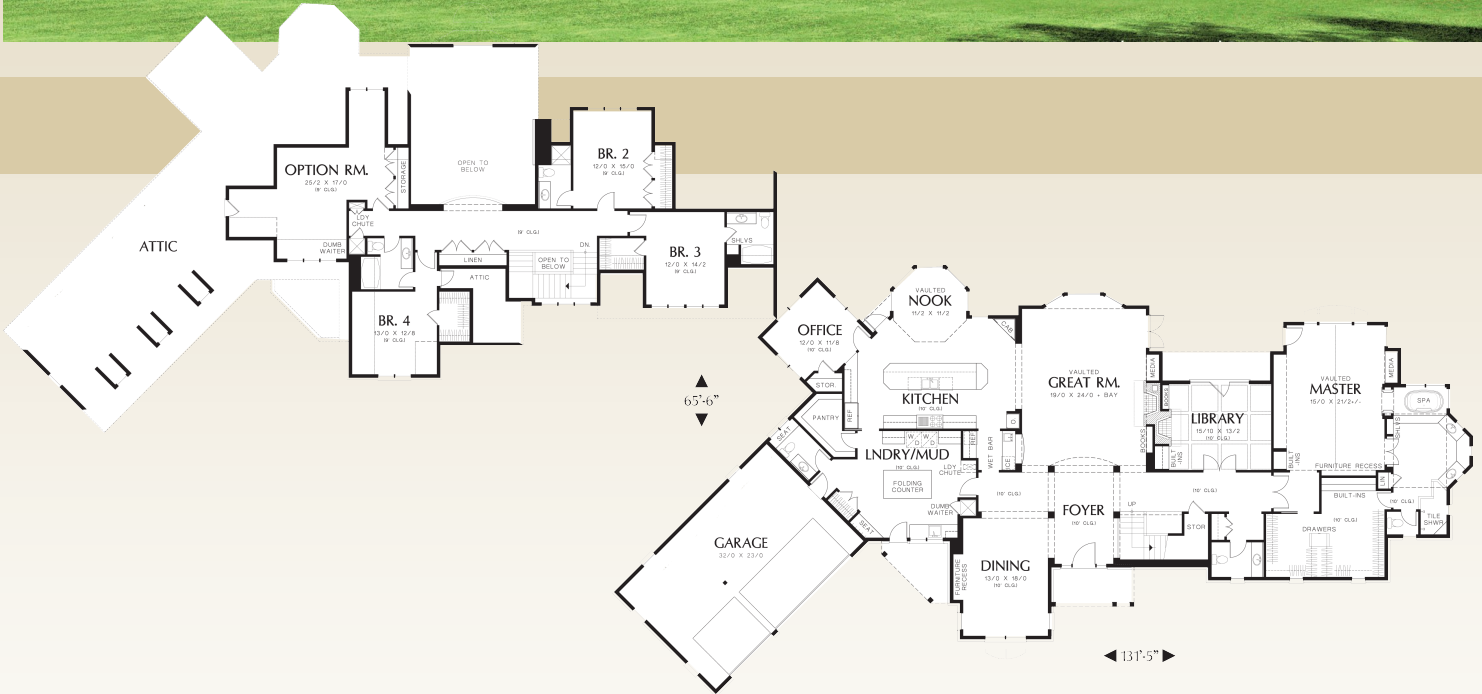 OPTION RM.
25/2 X 17/0
(9' CLG.)
STORAGE
OPEN TO
BELOW
BR. 2
12/0 X 15/0
(9' CLG.)
ATTIC
LDY
CHUTE
DUMB
WAITER
LINEN
ATTIC
(9' CLG.)
DN.
OPEN TO
BELOW
BR. 3
12/0 X 14/2
(9' CLG.)
SHLVS
BR. 4
13/0 X 12/8
(9' CLG.)
65'-6"
OFFICE
12/0 X 11/8
(10' CLG.)
STOR.
VAULTED
NOOK
11/2 X 11/2
CAB.
KITCHEN
(10' CLG.)
REF.
PANTRY
SEAT
VAULTED
GREAT RM.
19/0 X 24/0 + BAY
MEDIA
BOOKS
BOOKS
LIBRARY
15/10 X 13/2
(10' CLG.)
BUILT
-INS
VAULTED
MASTER
15/0 X 21/2+/-
MEDIA
BUILT
-INS
FURNITURE RECESS
SPA
SHLVS
LIN.
W.
D.
W.
D.
REF.
WET BAR
ICE
LNDRY/MUD
(10' CLG.)
LDY
CHUTE
FOLDING
COUNTER
DUMB
WAITER
SEAT
(10' CLG.)
FOYER
(10' CLG.)
UP
(10' CLG.)
STOR
BUILT-INS
(10' CLG.)
(10' CLG.)
DRAWERS
TILE
SHWR
GARAGE
32/0 X 23/0
FURNITURE
RECESS
DINING
13/0 X 18/0
(10' CLG.)
131'-5"